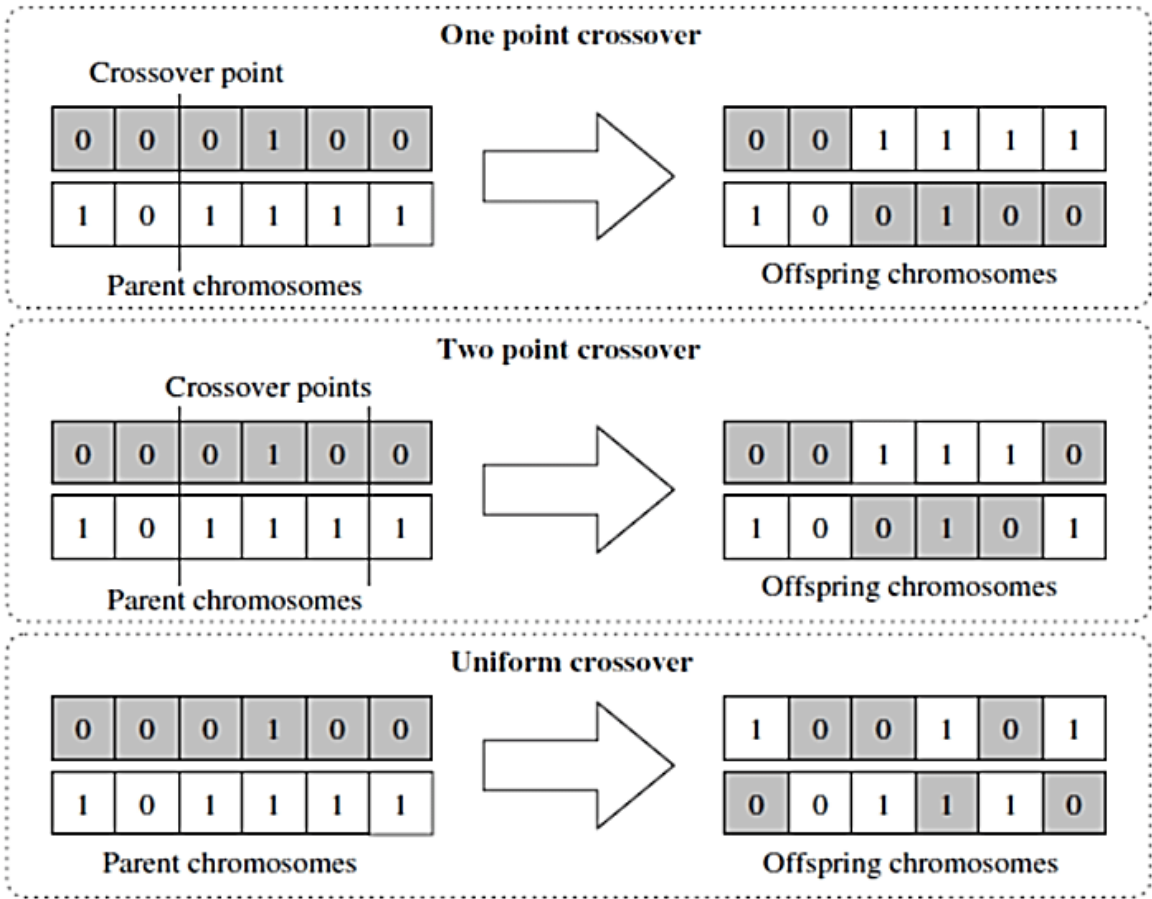 One point crossover
Crossover point
0 0 0 1 0 0
1 0 1 1 1 1
Parent chromosomes
0 0 1 1 1 1
1 0 0 1 0 0
Offspring chromosomes
Two point crossover
Crossover points
0 0 0 1 0 0
1 0 1 1 1 1
Parent chromosomes
0 0 1 1 1 0
1 0 0 1 0 1
Offspring chromosomes
Uniform crossover
0 0 0 1 0 0
1 0 1 1 1 1
Parent chromosomes
1 0 0 1 0 1
0 0 1 1 1 0
Offspring chromosomes